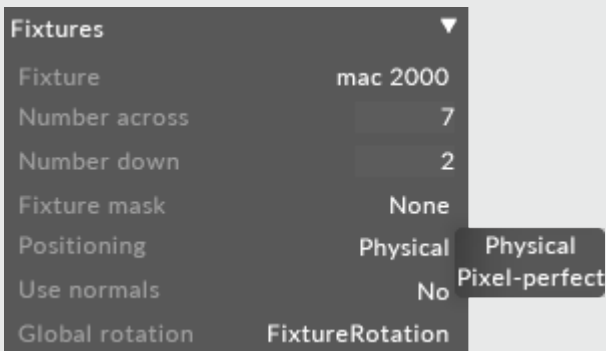 Fixtures ▼
Fixture mac 2000
Number across 7
Number down 2
Fixture mask None
Positioning Physical
Physical
Pixel-perfect
Use normals No
Global rotation FixtureRotation